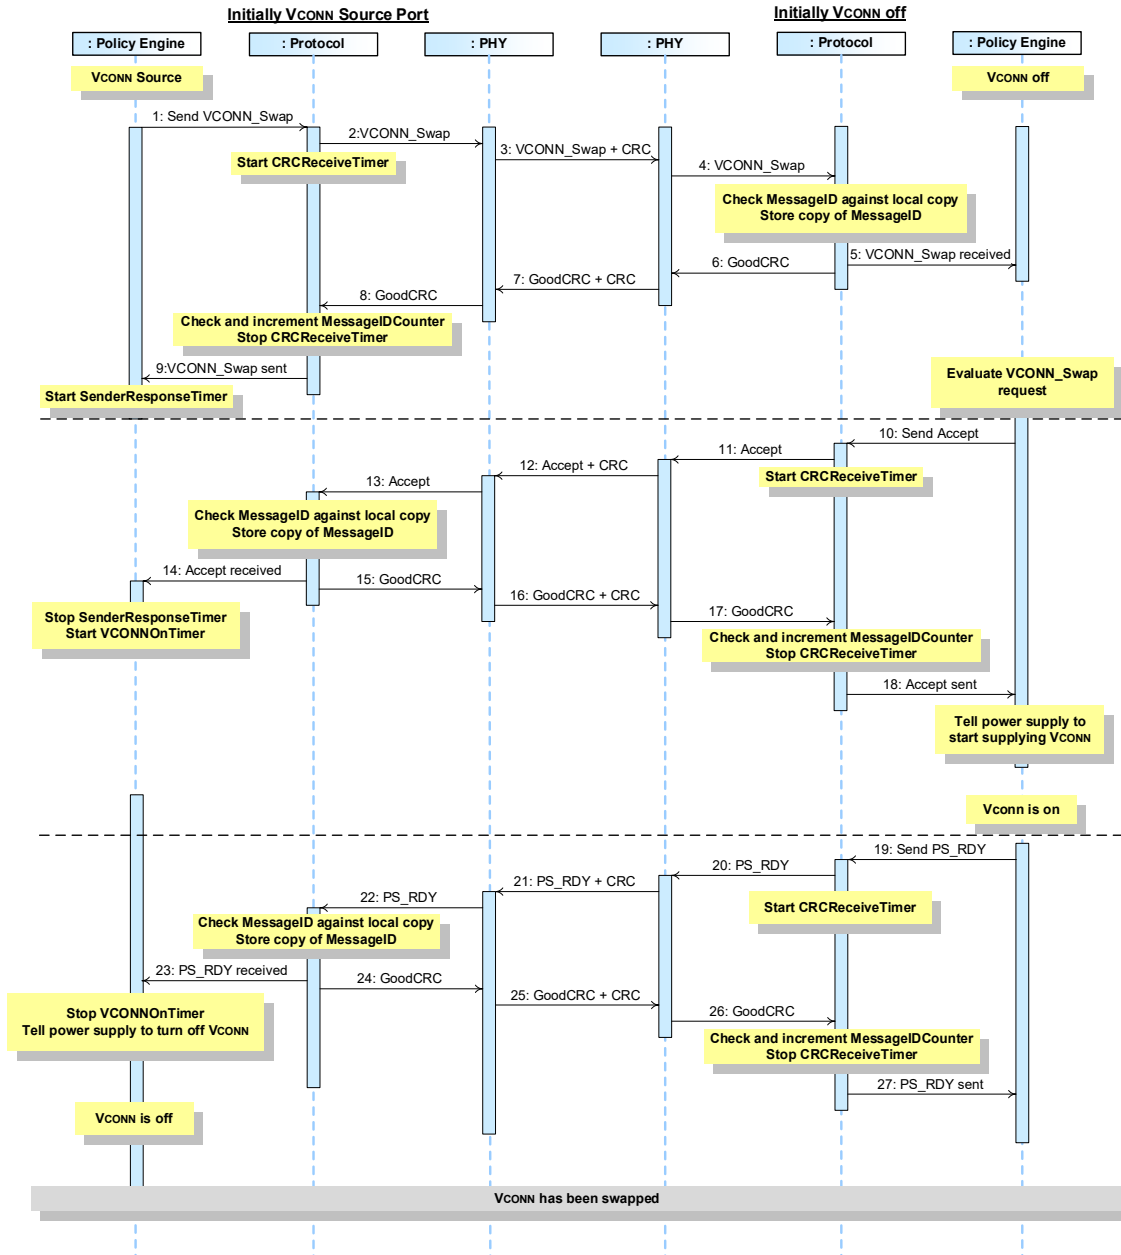 Initially VCONN Source Port
Initially VCONN off
: Policy Engine
: Protocol
: PHY
: PHY
: Protocol
: Policy Engine
VCONN Source
VCONN off
1: Send VCONN_Swap
2:VCONN_Swap
Start CRCReceiveTimer
3: VCONN_Swap + CRC
4: VCONN_Swap
Check MessageID against local copy
Store copy of MessageID
5: VCONN_Swap received
6: GoodCRC
7: GoodCRC + CRC
8: GoodCRC
Check and increment MessageIDCounter
Stop CRCReceiveTimer
9:VCONN_Swap sent
Start SenderResponseTimer
Evaluate VCONN_Swap
request
10: Send Accept
11: Accept
Start CRCReceiveTimer
12: Accept + CRC
13: Accept
Check MessageID against local copy
Store copy of MessageID
14: Accept received
15: GoodCRC
Stop SenderResponseTimer
Start VCONNOnTimer
16: GoodCRC + CRC
17: GoodCRC
Check and increment MessageIDCounter
Stop CRCReceiveTimer
18: Accept sent
Tell power supply to
start supplying VCONN
Vconn is on
19: Send PS_RDY
20: PS_RDY
Start CRCReceiveTimer
21: PS_RDY + CRC
22: PS_RDY
Check MessageID against local copy
Store copy of MessageID
23: PS_RDY received
24: GoodCRC
Stop VCONNOnTimer
Tell power supply to turn off VCONN
25: GoodCRC + CRC
26: GoodCRC
Check and increment MessageIDCounter
Stop CRCReceiveTimer
27: PS_RDY sent
VCONN is off
VCONN has been swapped